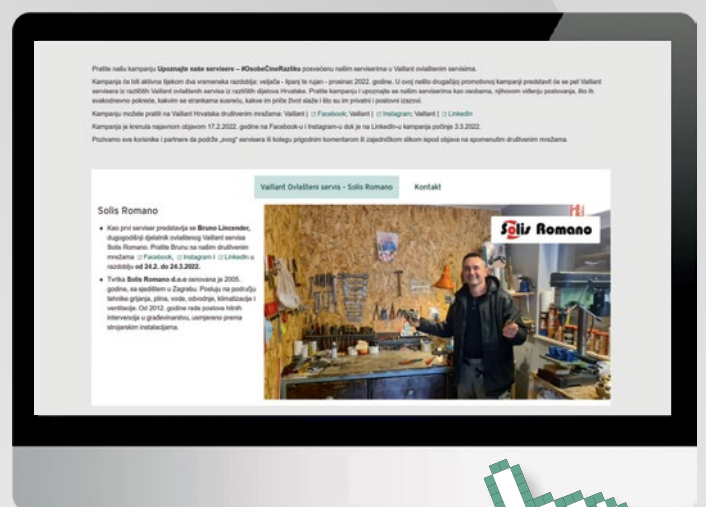 Pratite našu kampanju Upoznajte naše servisere – #OsobeČineRazliku posvećenu našim serviserima u Vaillant ovlaštenim servisima.
Kampanja će biti aktivna tijekom dva vremenska razdoblja: veljača - lipanj te rujan - prosinac 2022. godine. U ovoj nešto drugačijoj promotivnoj kampanji predstavit će se pet Vaillant
servisera iz različitih Vaillant ovlaštenih servisa iz različitih dijelova Hrvatske. Pratite kampanju i upoznajte se našim serviserima kao osobama, njihovom viđenju poslovanja, što ih
svakodnevno pokreće, kakvim se strankama susreću, kakve im priče život slaže i što su im privatni i poslovni izazovi.
Kampanju možete pratiti na Vaillant Hrvatska društvenim mrežama: Vaillant | Facebook; Vaillant | Instagram; Vaillant | LinkedIn
Kampanja je krenula najavnom objavom 17.2.2022. godine na Facebook-u i Instagram-u dok je na LinkedIn-u kampanja počinje 3.3.2022.
Pozivamo sve korisnike i partnere da podrže „svog" servisera ili kolegu prigodnim komentarom ili zajedničkom slikom ispod objava na spomenutim društvenim mrežama.
Vaillant Ovlašteni servis - Solis Romano Kontakt
Solis Romano
• Kao prvi serviser predstavlja se Bruno Lincender,
dugogodišnji djelatnik ovlaštenog Vaillant servisa
Solis Romano. Pratite Brunu na našim društvenim
mrežama Facebook, Instagram i LinkedIn u
razdoblju od 24.2. do 24.3.2022.
• Tvrtka Solis Romano d.o.o osnovana je 2005.
godine, sa sjedištem u Zagrebu. Posluju na području
tehnike grijanja, plina, vode, odvodnje, klimatizacije i
ventilacije. Od 2012. godine rade poslove hitnih
intervencija u građevinarstvu, usmjereno prema
strojarskim instalacijama.
Solis Romano